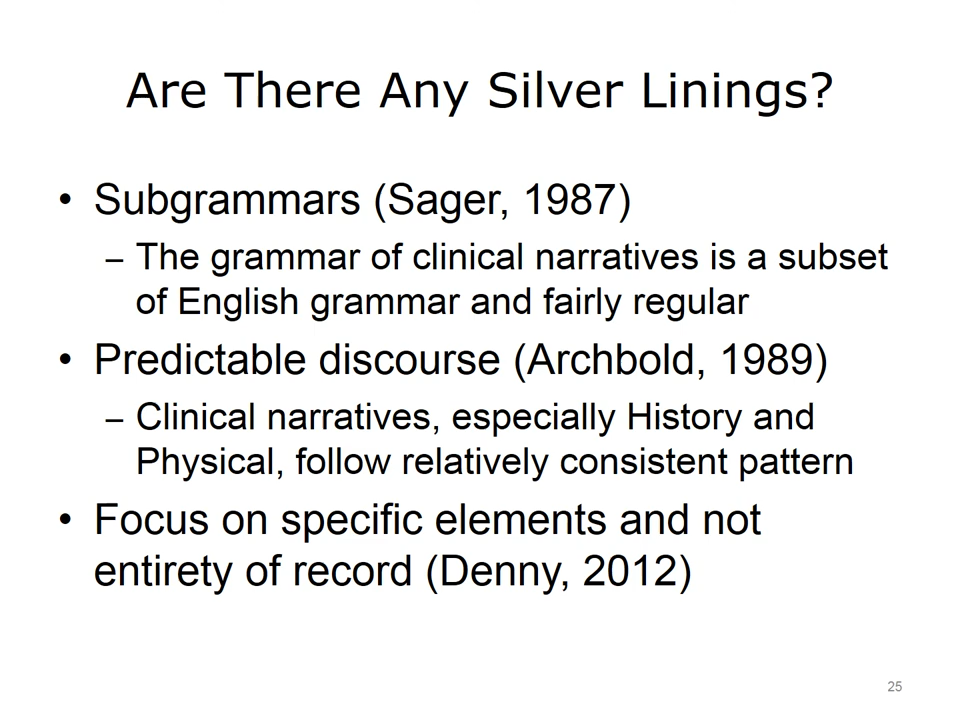 Are There Any Silver Linings?
• Subgrammars (Sager, 1987)
– The grammar of clinical narratives is a subset
of English grammar and fairly regular
• Predictable discourse (Archbold, 1989)
– Clinical narratives, especially History and
Physical, follow relatively consistent pattern
• Focus on specific elements and not
entirety of record (Denny, 2012)
25